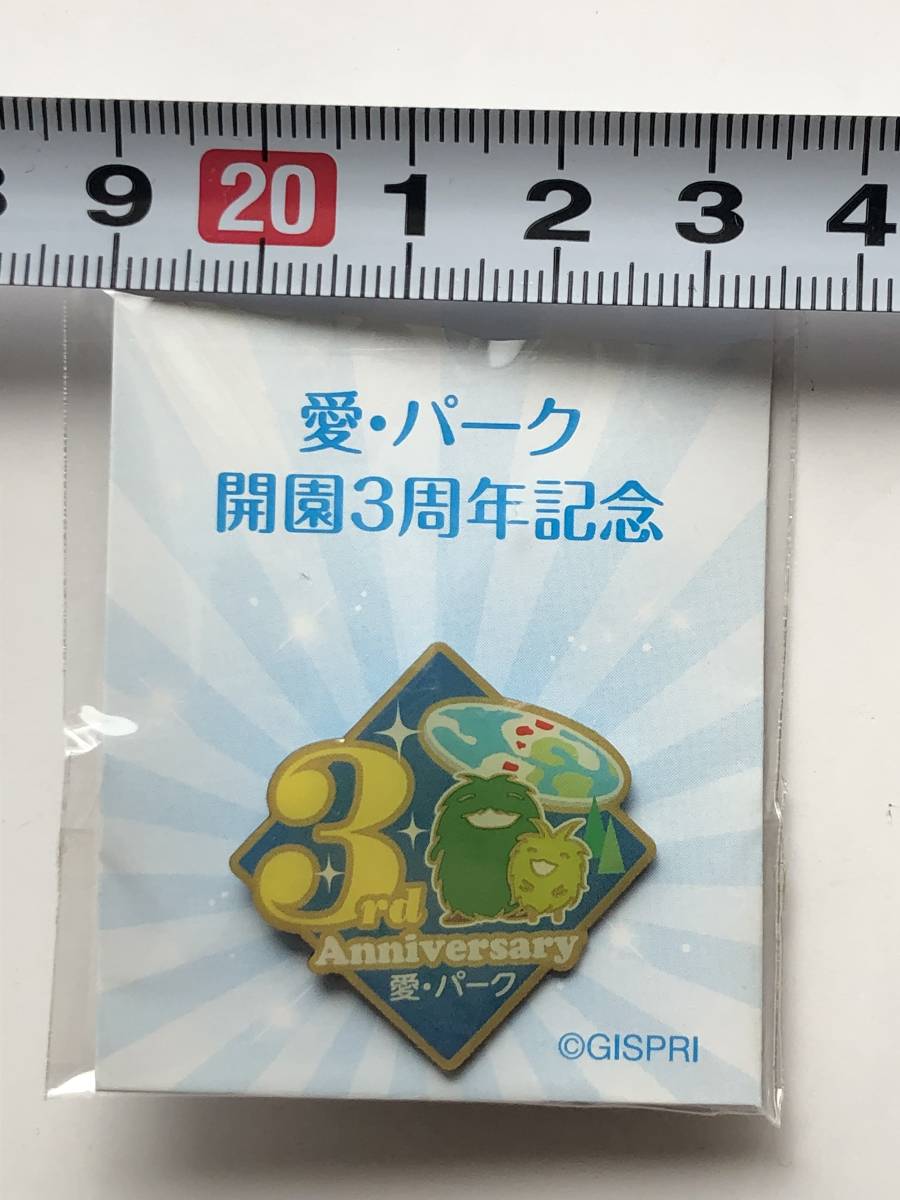 8 9 20 1 2 3 4
愛・パーク
開園3周年記念
3rd
Anniversary
愛・パーク
©GISPRI